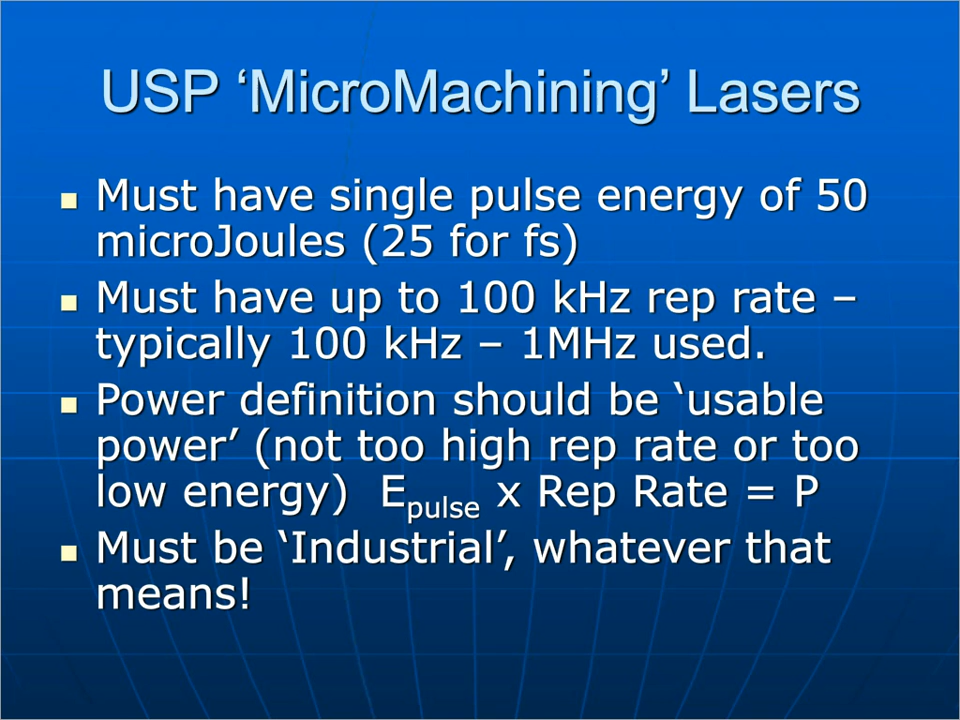 USP ‘MicroMachining’ Lasers
Must have single pulse energy of 50
microJoules (25 for fs)
Must have up to 100 kHz rep rate –
typically 100 kHz – 1MHz used.
Power definition should be ‘usable
power’ (not too high rep rate or too
low energy)  Epulse x Rep Rate = P
Must be ‘Industrial’, whatever that
means!